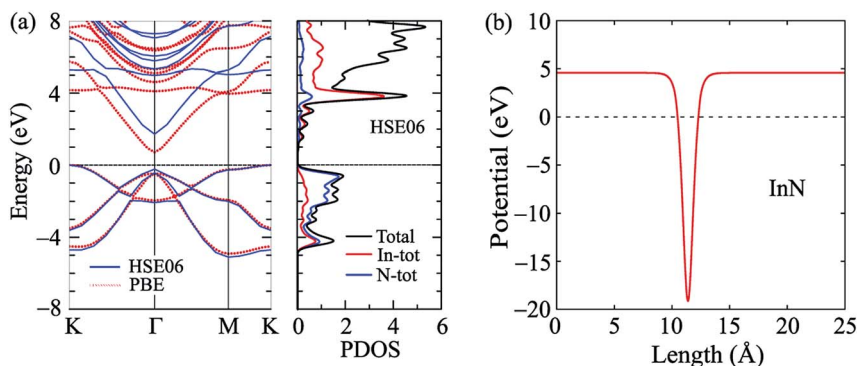 (a)
8
4
0
−4
−8
Energy (eV)
HSE06
PBE
K
Γ
M
K
HSE06
Total
In-tot
N-tot
0
2
4
6
PDOS
(b)
10
5
0
−5
−10
−15
−20
Potential (eV)
InN
0
5
10
15
20
25
Length (Å)